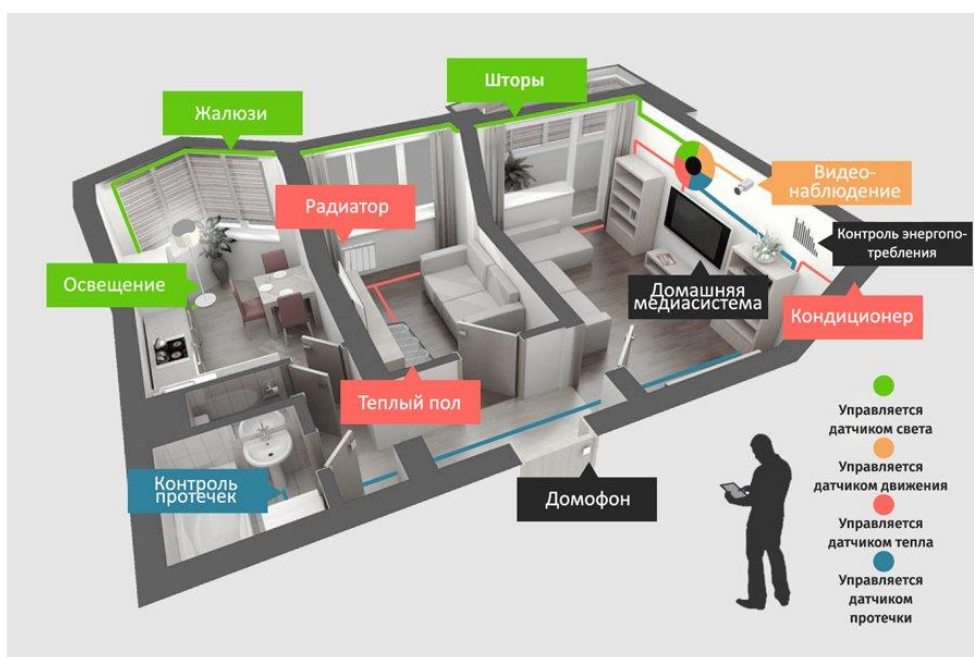 Шторы
Жалюзи
Видео-
наблюдение
Радиатор
Контроль энергопо-
требления
Освещение
Домашняя
медиасистема
Кондиционер
Теплый пол
Контроль
протечек
Домофон
Управляется
датчиком света
Управляется
датчиком движения
Управляется
датчиком тепла
Управляется
датчиком
протечки